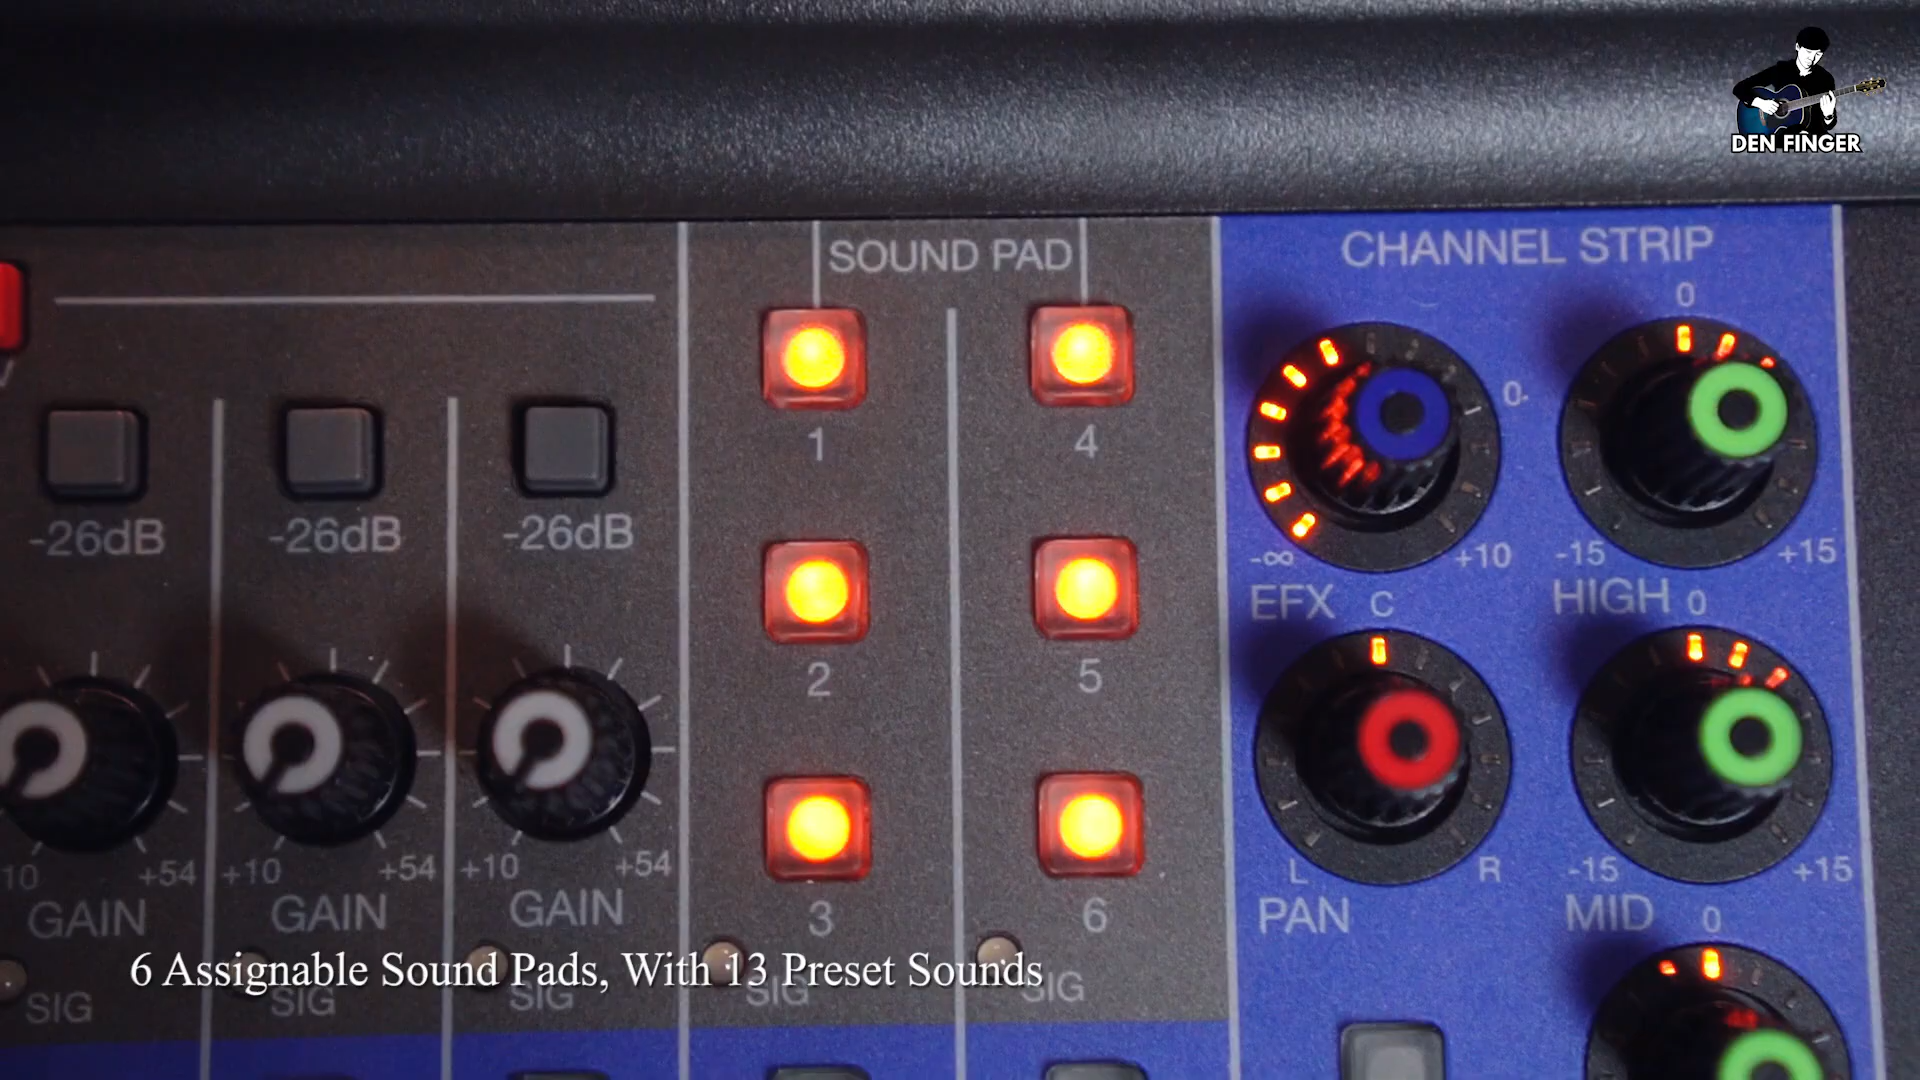 DEN FINGER
SOUND PAD
CHANNEL STRIP
0
0
1
4
-26dB
-26dB
-26dB
-∞
+10
-15
+15
EFX
C
HIGH
0
2
5
10
+54
+10
+54
+10
+54
L
R
-15
+15
GAIN
GAIN
GAIN
3
6
PAN
MID
0
6 Assignable Sound Pads, With 13 Preset Sounds
SIG
SIG
SIG
SIG
SIG